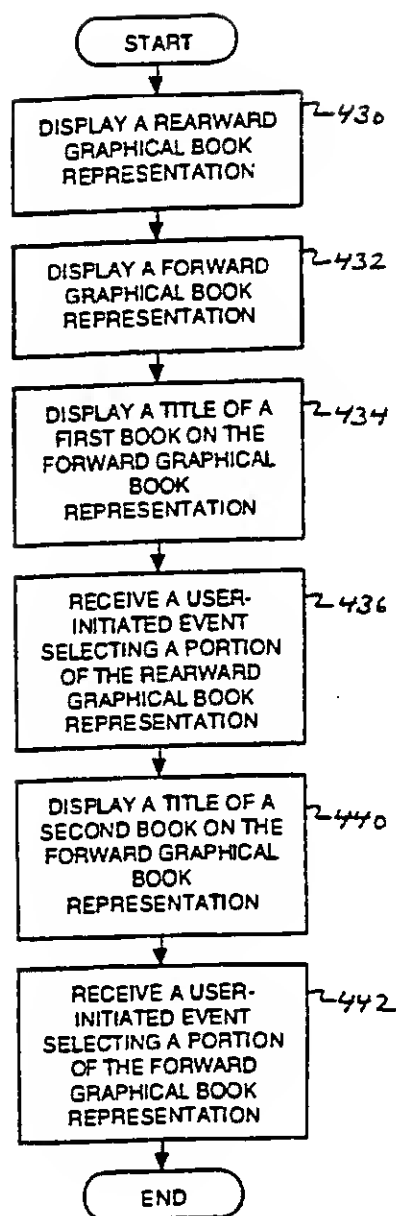 START
DISPLAY A REARWARD
GRAPHICAL BOOK
REPRESENTATION
430
DISPLAY A FORWARD
GRAPHICAL BOOK
REPRESENTATION
432
DISPLAY A TITLE OF A
FIRST BOOK ON THE
FORWARD GRAPHICAL
BOOK
REPRESENTATION
434
RECEIVE A USER-
INITIATED EVENT
SELECTING A PORTION
OF THE REARWARD
GRAPHICAL BOOK
REPRESENTATION
436
DISPLAY A TITLE OF A
SECOND BOOK ON THE
FORWARD GRAPHICAL
BOOK
REPRESENTATION
440
RECEIVE A USER-
INITIATED EVENT
SELECTING A PORTION
OF THE FORWARD
GRAPHICAL BOOK
REPRESENTATION
442
END